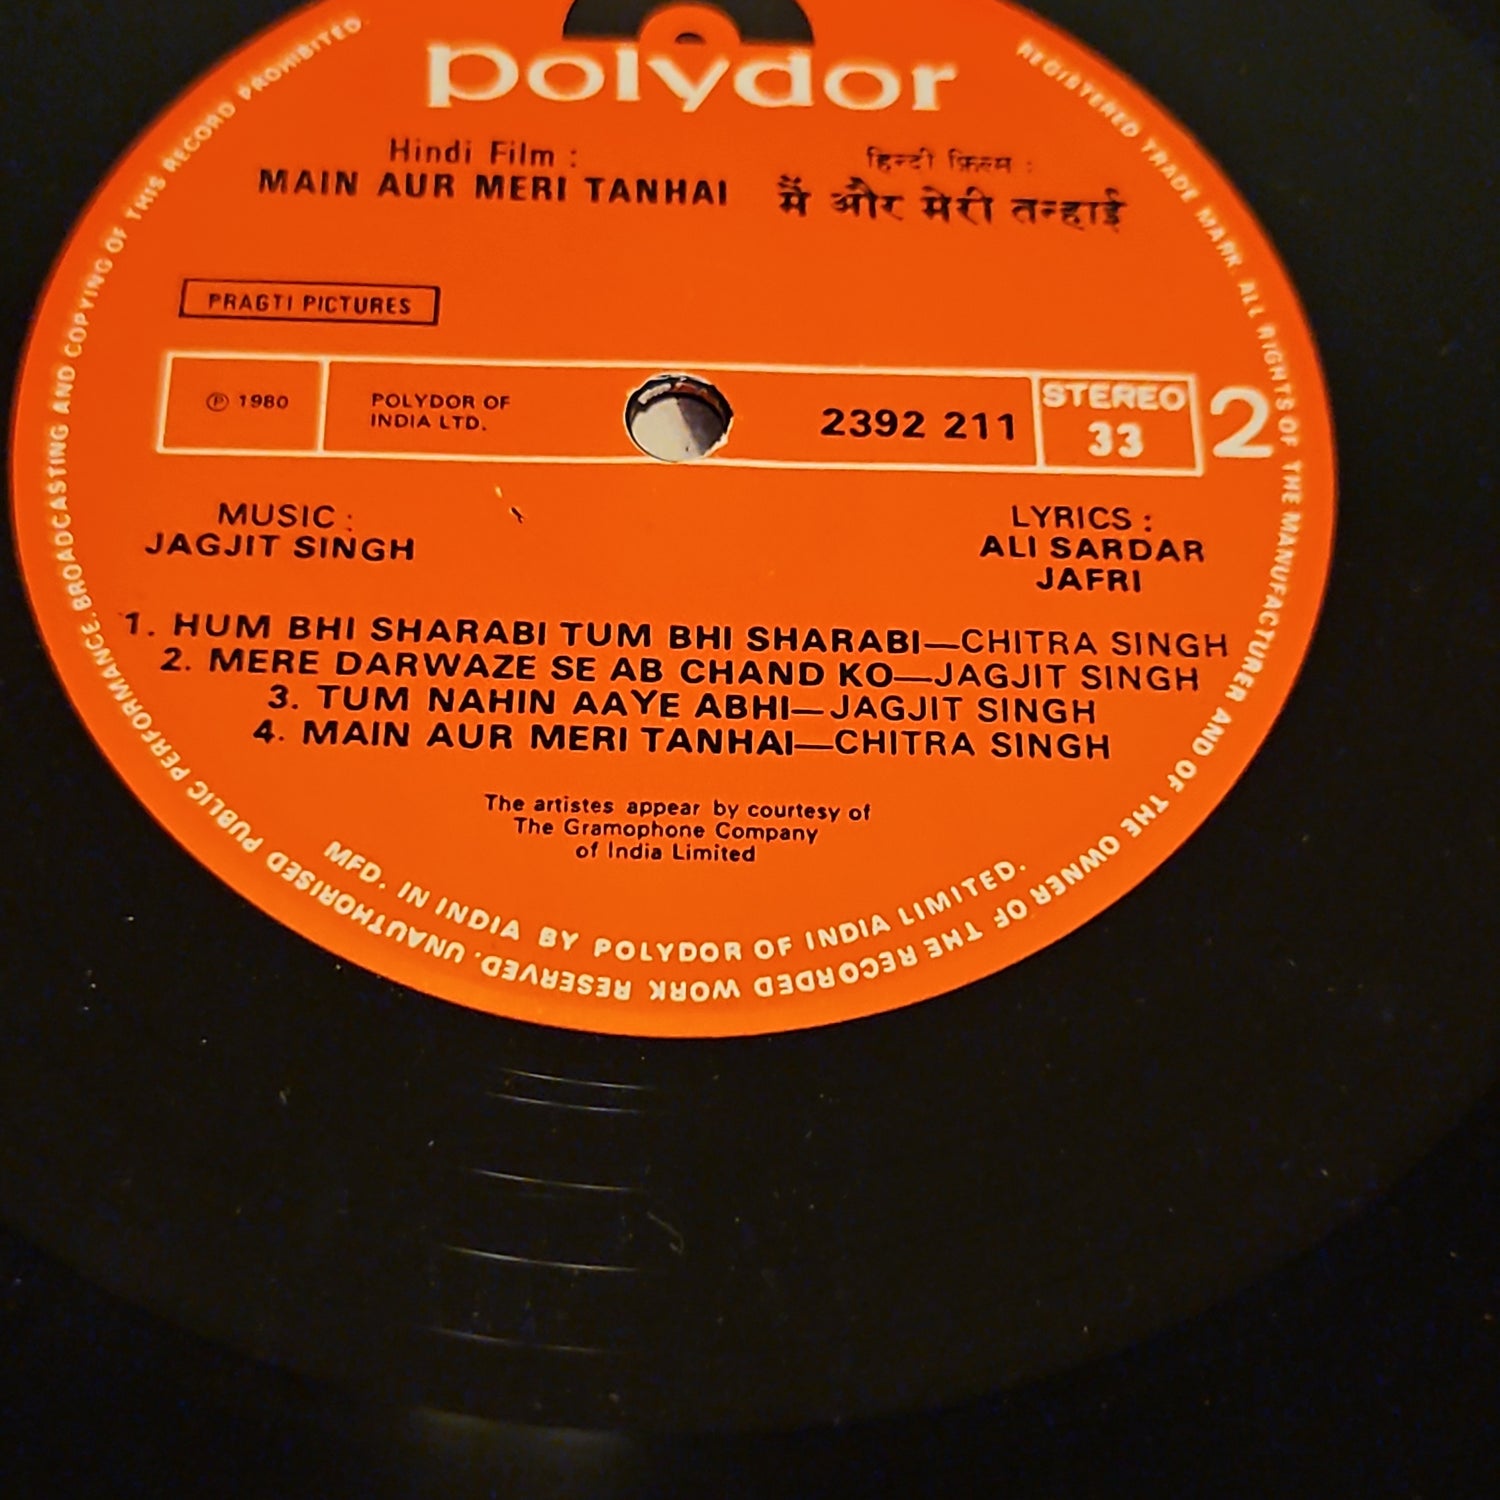 polydor
Hindi Film :
MAIN AUR MERI TANHAI
हिन्दी फ़िल्म :
मैं और मेरी तन्हाई
PRAGTI PICTURES
℗ 1980
POLYDOR OF
INDIA LTD.
2392 211
STEREO
33
2
MUSIC :
JAGJIT SINGH
LYRICS :
ALI SARDAR
JAFRI
1. HUM BHI SHARABI TUM BHI SHARABI—CHITRA SINGH
2. MERE DARWAZE SE AB CHAND KO—JAGJIT SINGH
3. TUM NAHIN AAYE ABHI—JAGJIT SINGH
4. MAIN AUR MERI TANHAI—CHITRA SINGH
The artistes appear by courtesy of
The Gramophone Company
of India Limited
MFD. IN INDIA BY POLYDOR OF INDIA LIMITED.
REGISTERED TRADE MARK. ALL RIGHTS OF THE MANUFACTURER AND OF THE OWNER OF THE RECORDED WORK RESERVED. UNAUTHORISED PUBLIC PERFORMANCE, BROADCASTING AND COPYING OF THIS RECORD PROHIBITED